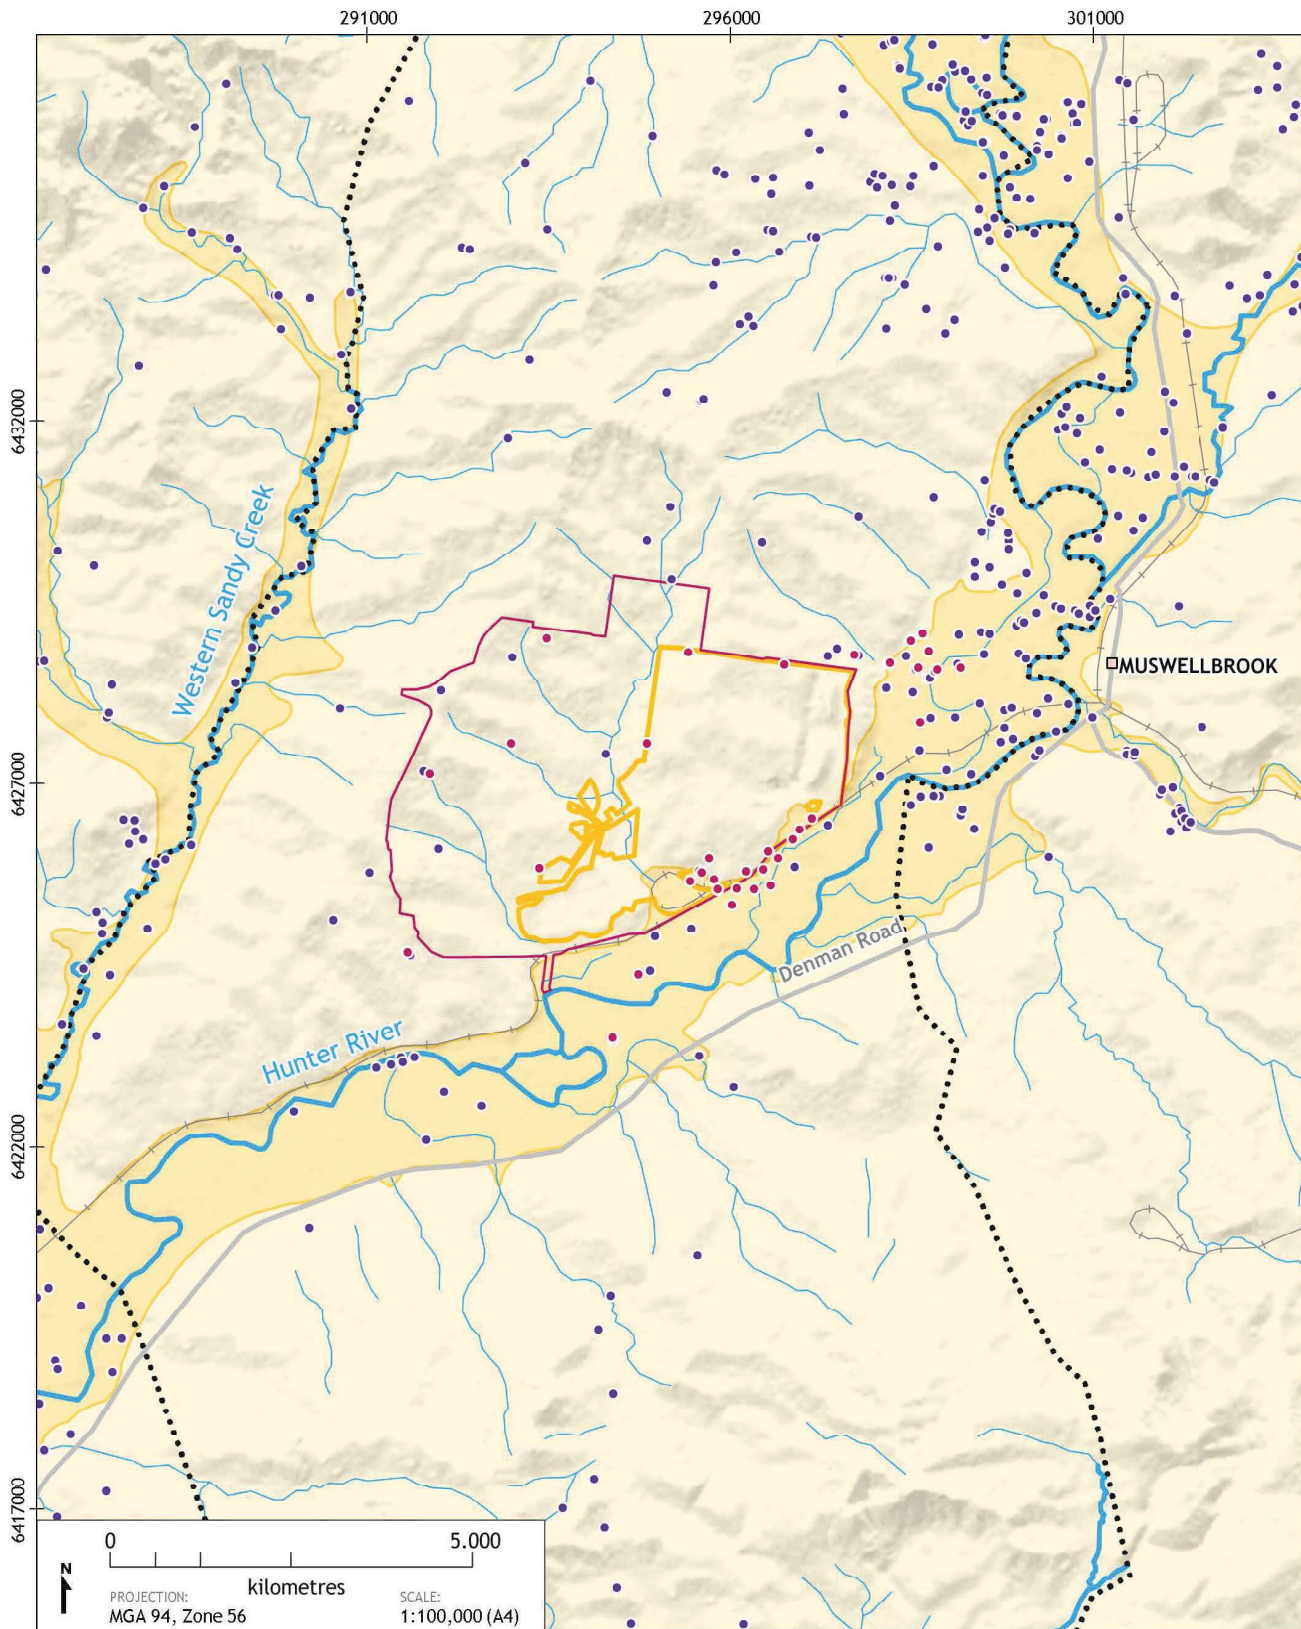 291000
296000
301000
6432000
Western Sandy Creek
MUSWELLBROOK
6427000
Denman Road
Hunter River
6422000
6417000
0
5.000
kilometres
N
PROJECTION:
SCALE:
MGA 94, Zone 56
1:100,000 (A4)